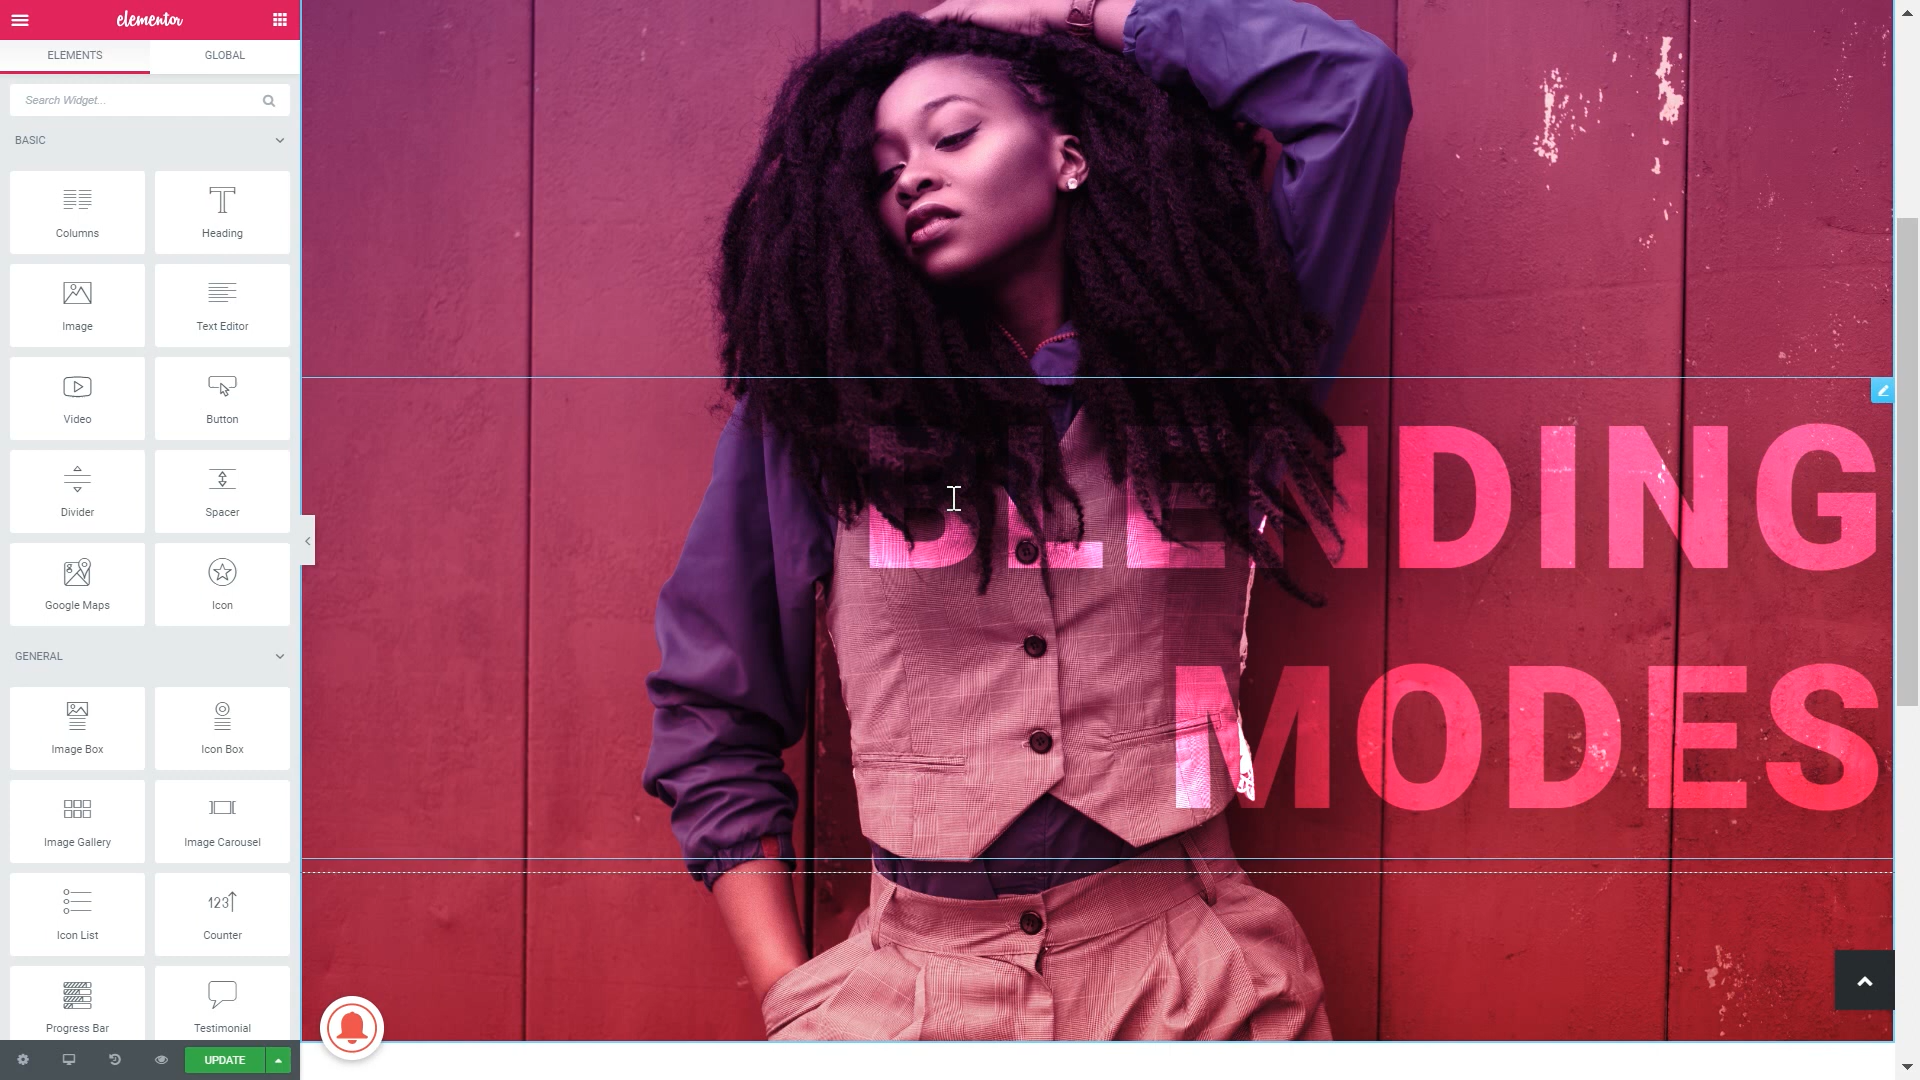 elementor
ELEMENTS GLOBAL
Search Widget...
BASIC
Columns Heading
Image Text Editor
Video Button
Divider Spacer
Google Maps Icon
GENERAL
Image Box Icon Box
Image Gallery Image Carousel
123
Icon List Counter
Progress Bar Testimonial
UPDATE
BLENDING
MODES